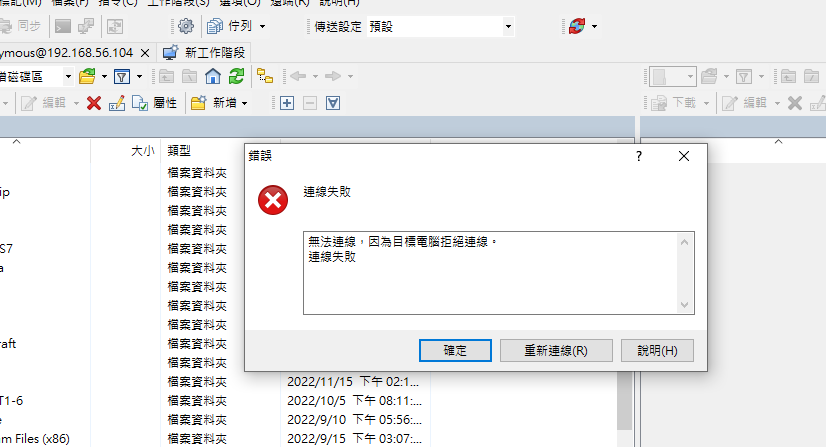 標記(M) 檔案(F) 指令(C) 工作階段(S) 選項(O) 遠端(R) 說明(H)
同步 佇列 傳送設定 預設
ymous@192.168.56.104 × 新工作階段
磁碟區
編輯 屬性 新增 下載 編輯
大小 類型
檔案資料夾
ip 檔案資料夾
檔案資料夾
檔案資料夾
S7 檔案資料夾
a 檔案資料夾
檔案資料夾
檔案資料夾
檔案資料夾
raft 檔案資料夾
檔案資料夾
檔案資料夾 2022/11/15 下午 02:1...
T1-6 檔案資料夾 2022/10/5 下午 08:11:...
e 檔案資料夾 2022/9/10 下午 05:56:...
m Files (x86) 檔案資料夾 2022/9/15 下午 03:07:...
錯誤 ?
連線失敗
無法連線，因為目標電腦拒絕連線。
連線失敗
確定 重新連線(R) 說明(H)